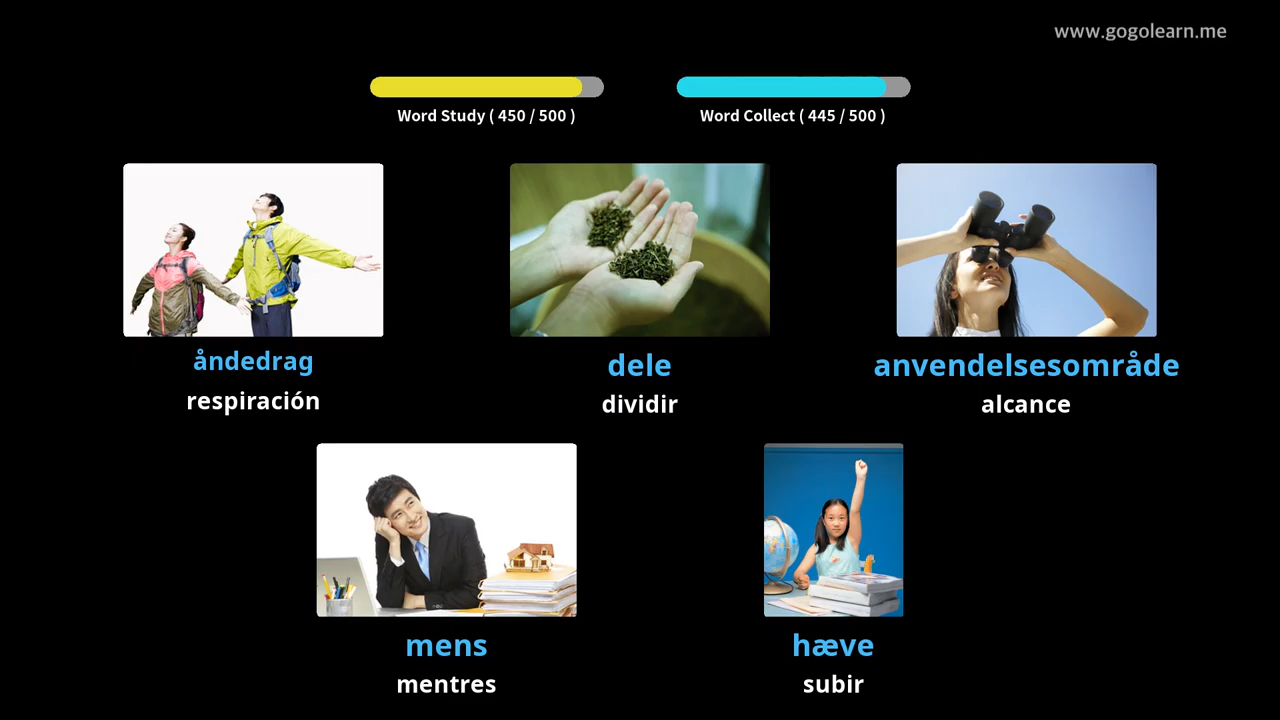 www.gogolearn.me
Word Study ( 450 / 500 )
Word Collect ( 445 / 500 )
åndedrag
respiración
dele
dividir
anvendelsesområde
alcance
mens
mentres
hæve
subir